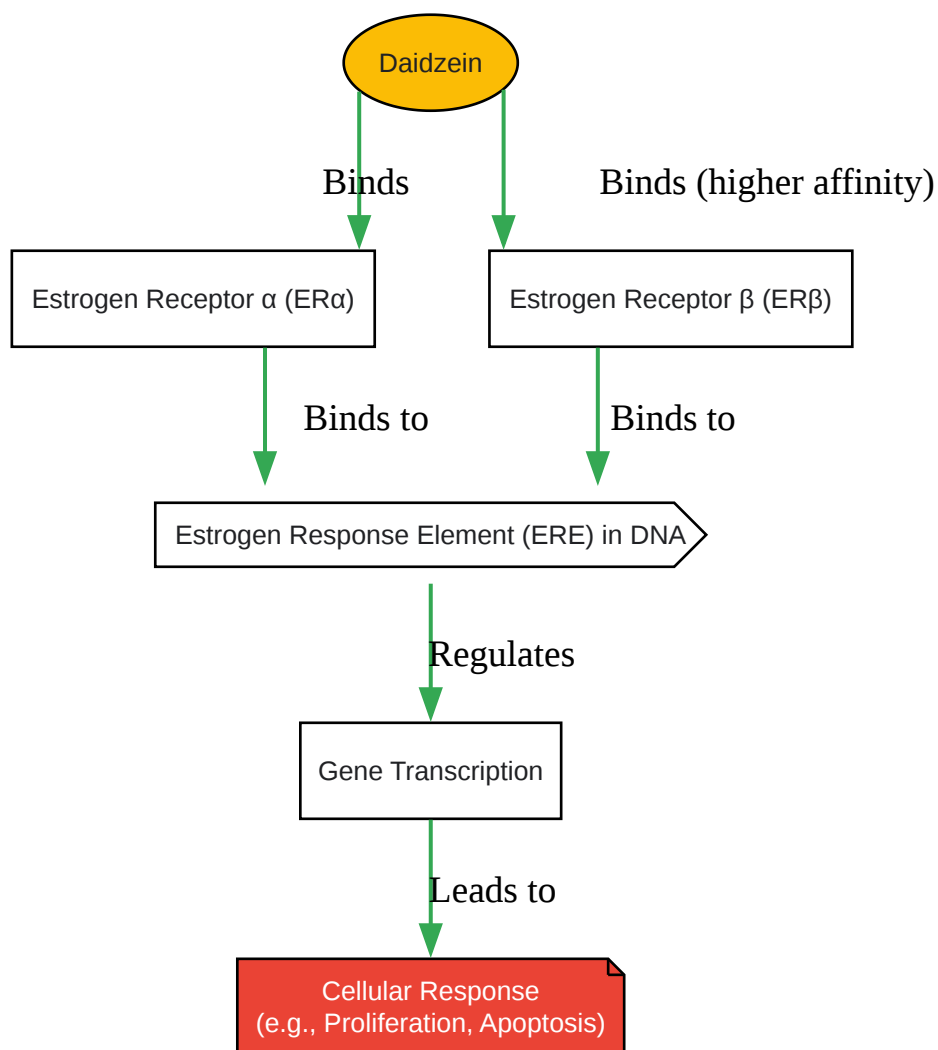 Daidzein
Binds
Binds (higher affinity)
Estrogen Receptor α (ERα)
Estrogen Receptor β (ERβ)
Binds to
Binds to
Estrogen Response Element (ERE) in DNA
Regulates
Gene Transcription
Leads to
Cellular Response
(e.g., Proliferation, Apoptosis)